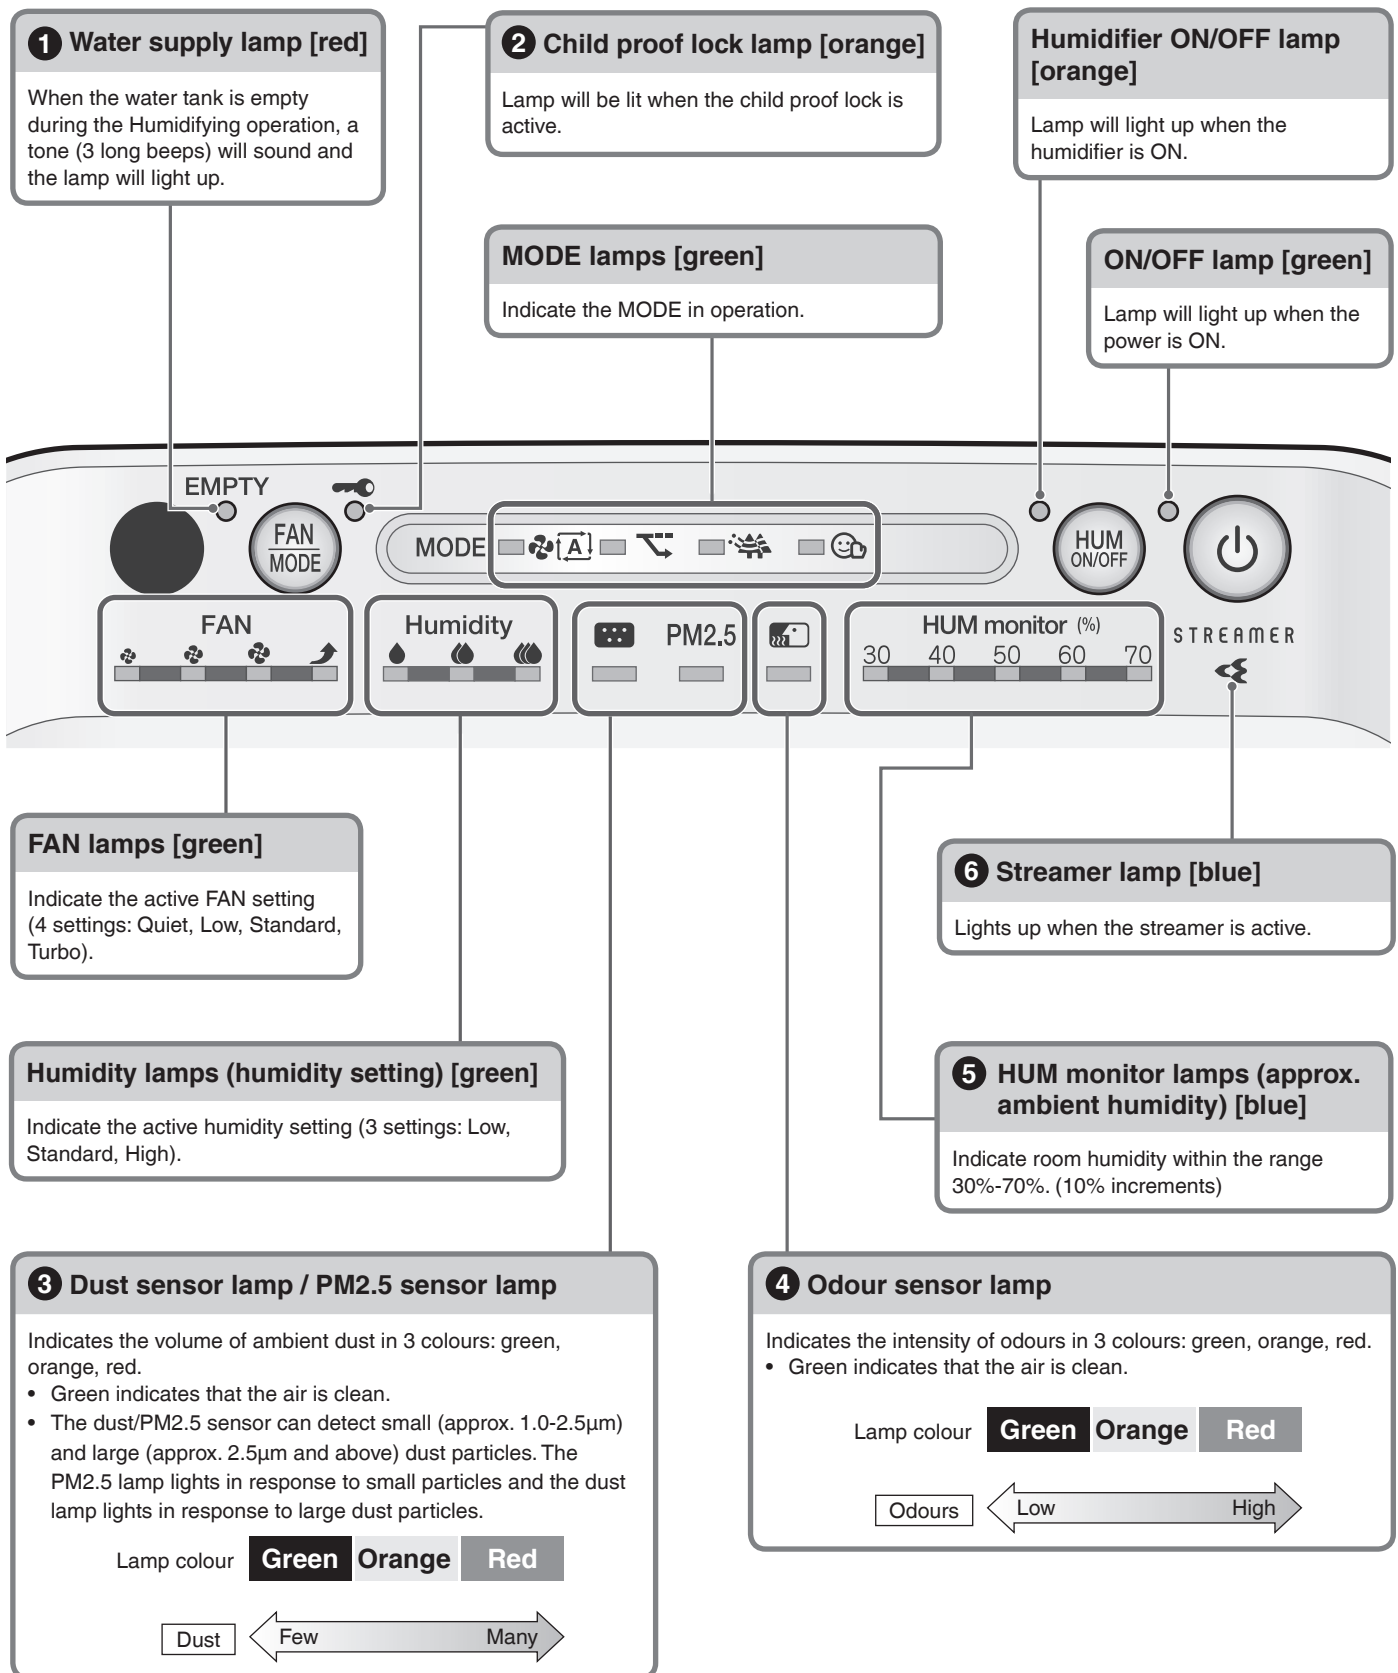 1 Water supply lamp [red]
When the water tank is empty
during the Humidifying operation, a
tone (3 long beeps) will sound and
the lamp will light up.
2 Child proof lock lamp [orange]
Lamp will be lit when the child proof lock is
active.
Humidifier ON/OFF lamp
[orange]
Lamp will light up when the
humidifier is ON.
MODE lamps [green]
Indicate the MODE in operation.
ON/OFF lamp [green]
Lamp will light up when the
power is ON.
EMPTY
FAN
MODE
MODE
A
HUM
ON/OFF
FAN
Humidity
PM2.5
HUM monitor (%)
30 40 50 60 70
STREAMER
FAN lamps [green]
Indicate the active FAN setting
(4 settings: Quiet, Low, Standard,
Turbo).
6 Streamer lamp [blue]
Lights up when the streamer is active.
Humidity lamps (humidity setting) [green]
Indicate the active humidity setting (3 settings: Low,
Standard, High).
5 HUM monitor lamps (approx.
ambient humidity) [blue]
Indicate room humidity within the range
30%-70%. (10% increments)
3 Dust sensor lamp / PM2.5 sensor lamp
Indicates the volume of ambient dust in 3 colours: green,
orange, red.
• Green indicates that the air is clean.
• The dust/PM2.5 sensor can detect small (approx. 1.0-2.5µm)
and large (approx. 2.5µm and above) dust particles. The
PM2.5 lamp lights in response to small particles and the dust
lamp lights in response to large dust particles.
Lamp colour Green Orange Red
Dust Few Many
4 Odour sensor lamp
Indicates the intensity of odours in 3 colours: green, orange, red.
• Green indicates that the air is clean.
Lamp colour Green Orange Red
Odours Low High